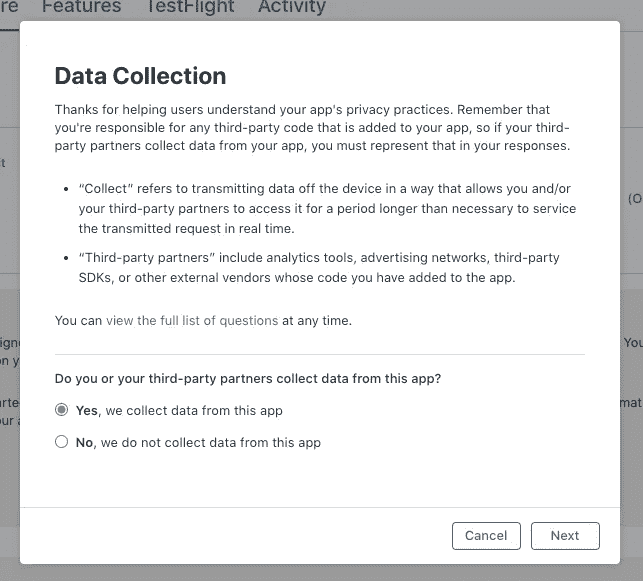 re Features TestFlight Activity
Data Collection
Thanks for helping users understand your app's privacy practices. Remember that
you're responsible for any third-party code that is added to your app, so if your third-
party partners collect data from your app, you must represent that in your responses.
• “Collect” refers to transmitting data off the device in a way that allows you and/or
your third-party partners to access it for a period longer than necessary to service
the transmitted request in real time.
• “Third-party partners” include analytics tools, advertising networks, third-party
SDKs, or other external vendors whose code you have added to the app.
You can view the full list of questions at any time.
Do you or your third-party partners collect data from this app?
Yes, we collect data from this app
No, we do not collect data from this app
Cancel Next